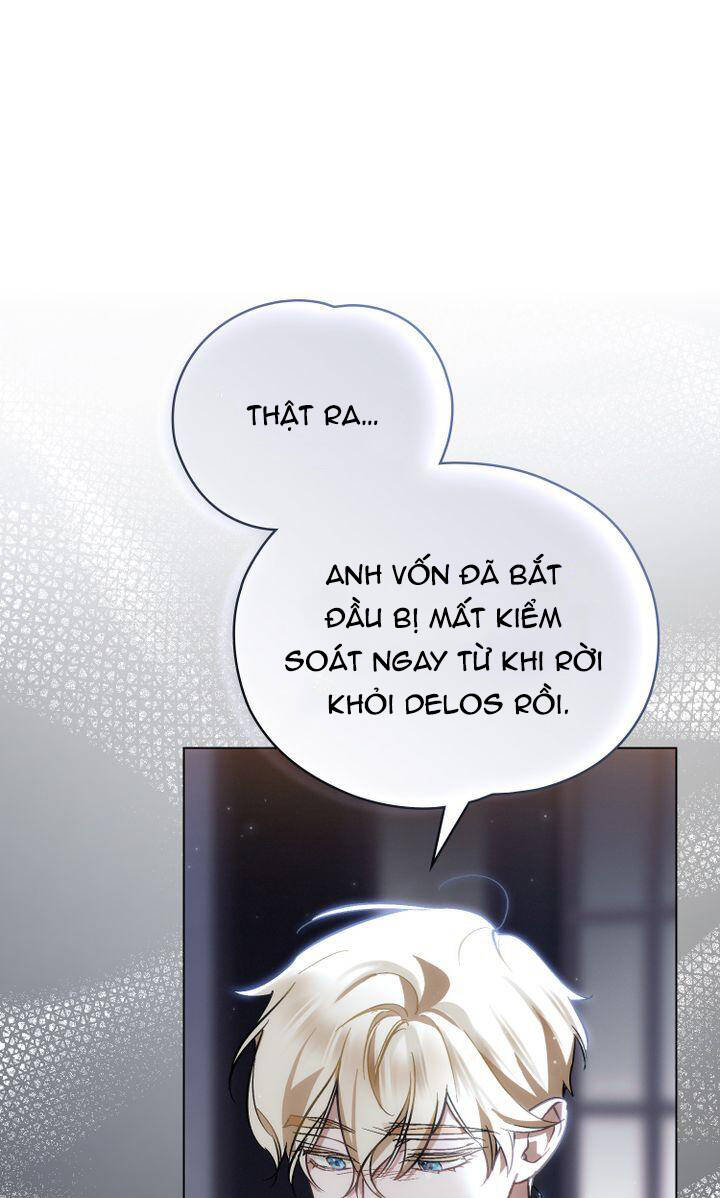 THẬT RA...
ANH VỐN ĐÃ BẮT
ĐẦU BỊ MẤT KIỂM
SOÁT NGAY TỪ KHI RỜI
KHỎI DELOS RỒI.